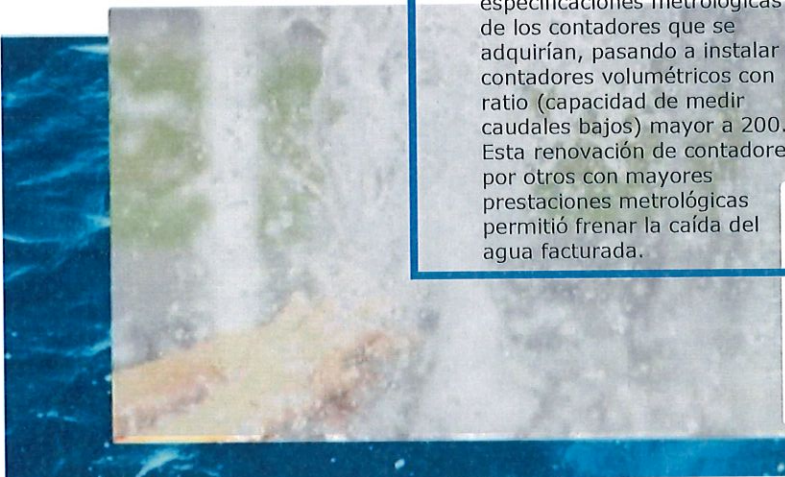 especificaciones metrológicas
de los contadores que se
adquirían, pasando a instalar
contadores volumétricos con
ratio (capacidad de medir
caudales bajos) mayor a 200.
Esta renovación de contadore
por otros con mayores
prestaciones metrológicas
permitió frenar la caída del
agua facturada.